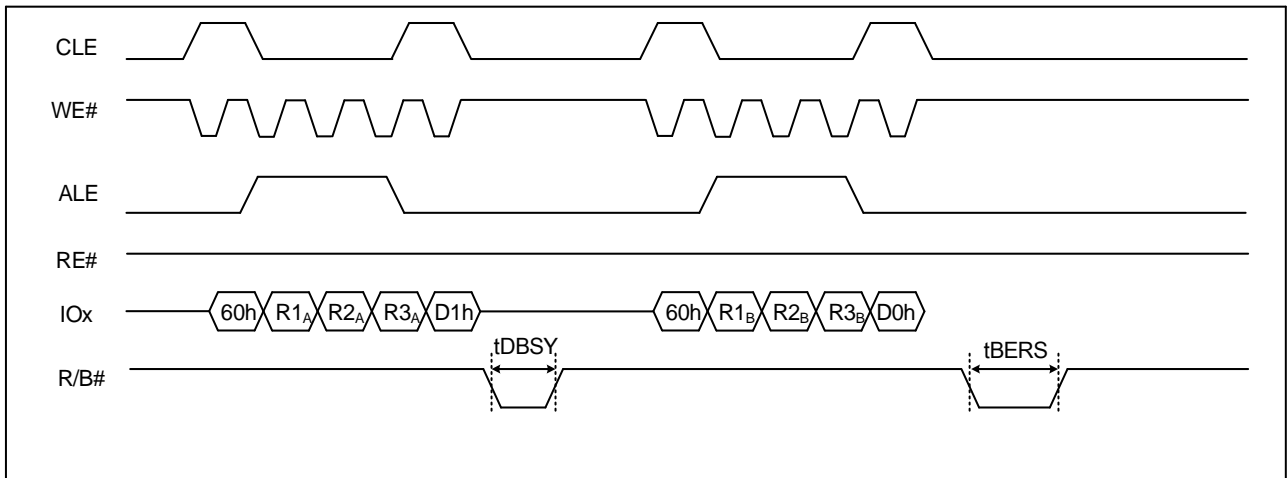 CLE
WE#
ALE
RE#
IOx 60h R1A R2A R3A D1h 60h R1B R2B R3B D0h
tDBSY tBERS
R/B#